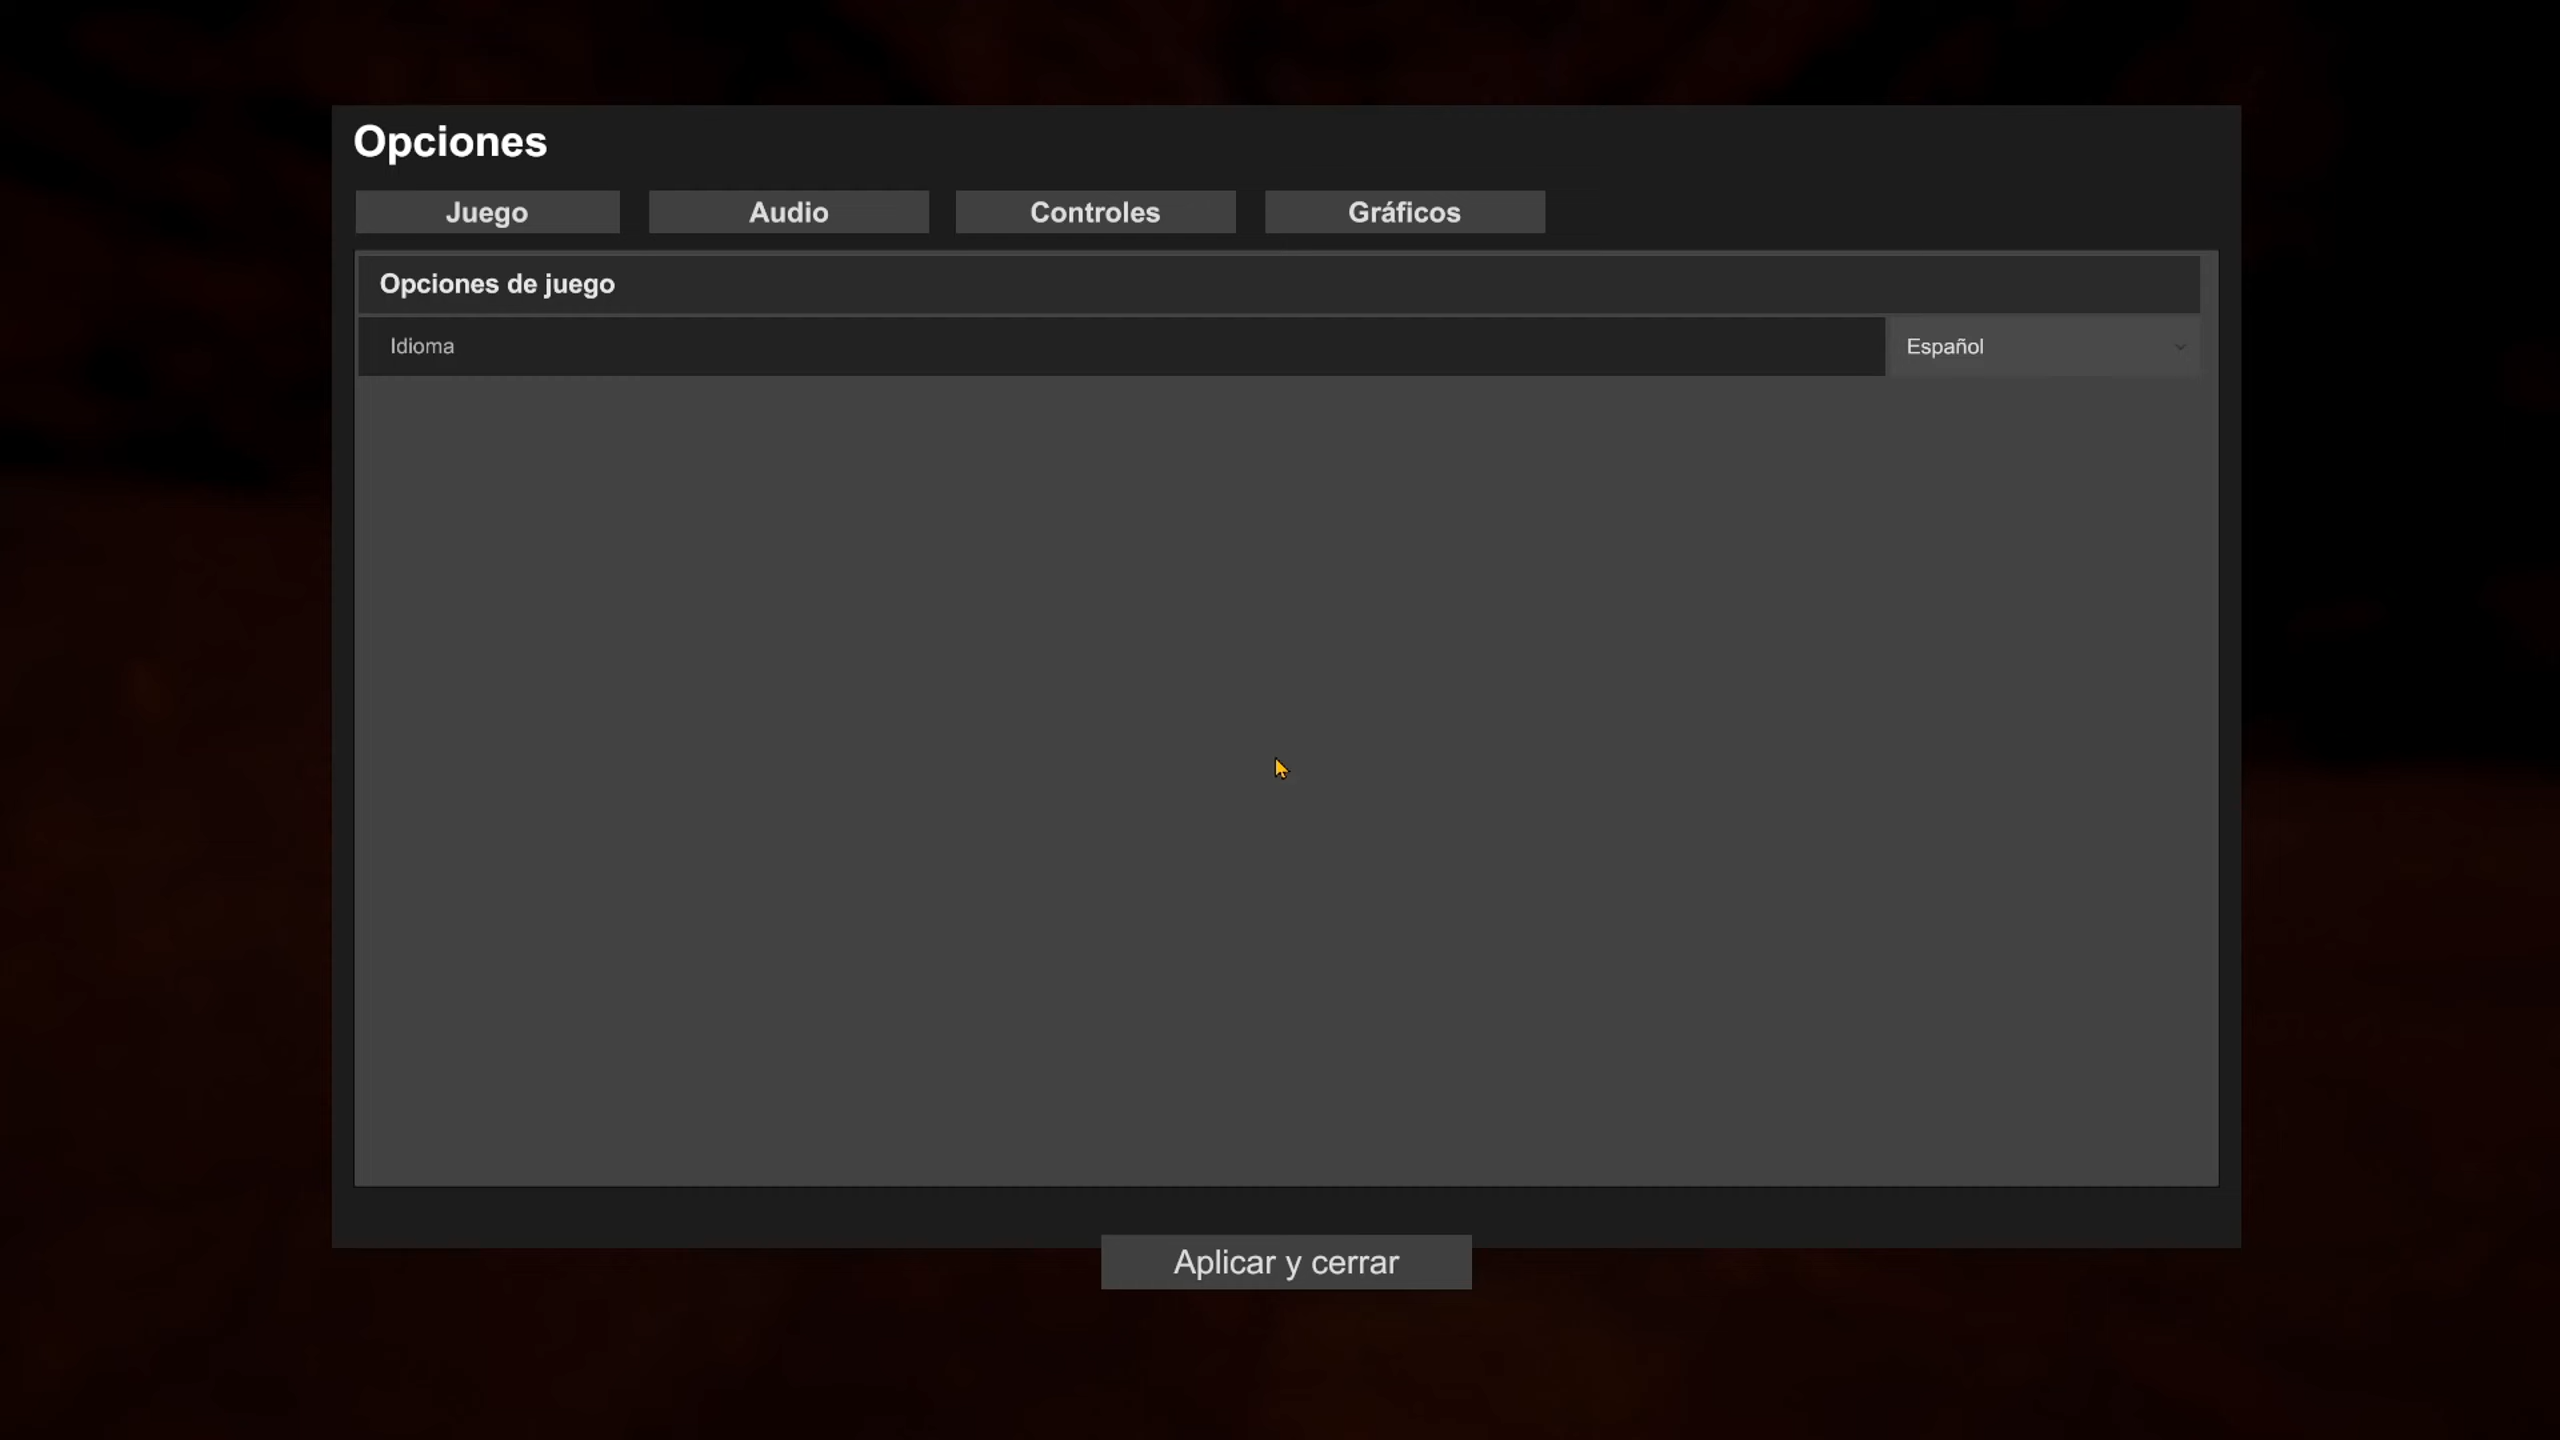 Opciones
Juego
Audio
Controles
Gráficos
Opciones de juego
Idioma
Español
Aplicar y cerrar